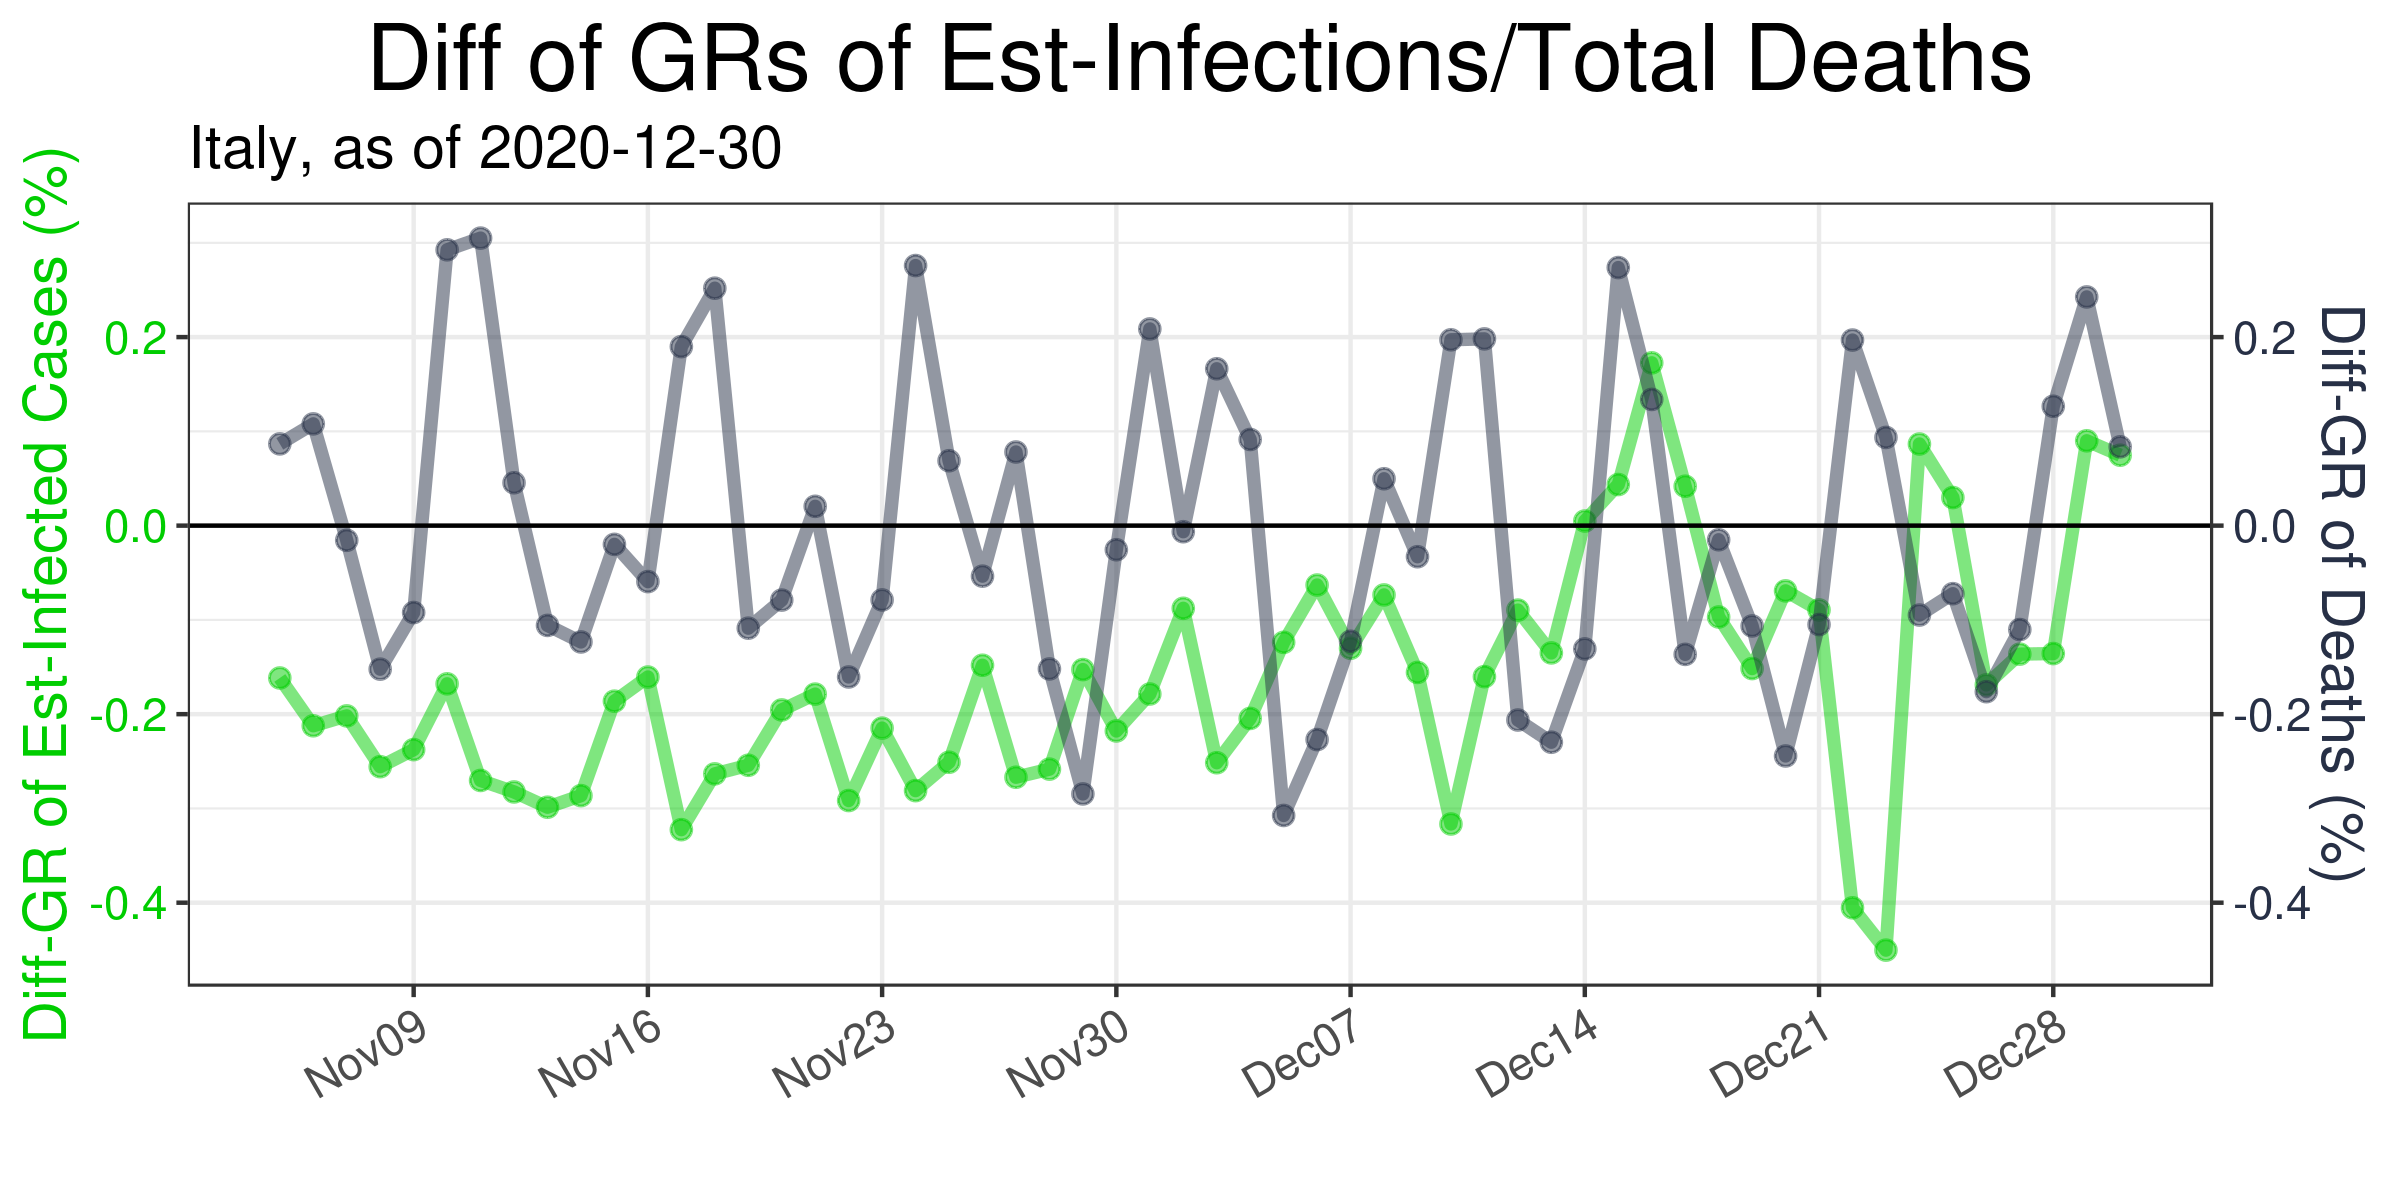 Diff of GRs of Est-Infections/Total Deaths
Italy, as of 2020-12-30
Diff-GR of Est-Infected Cases (%)
0.2
0.0
-0.2
-0.4
0.2
0.0
-0.2
-0.4
Diff-GR of Deaths (%)
Nov09
Nov16
Nov23
Nov30
Dec07
Dec14
Dec21
Dec28